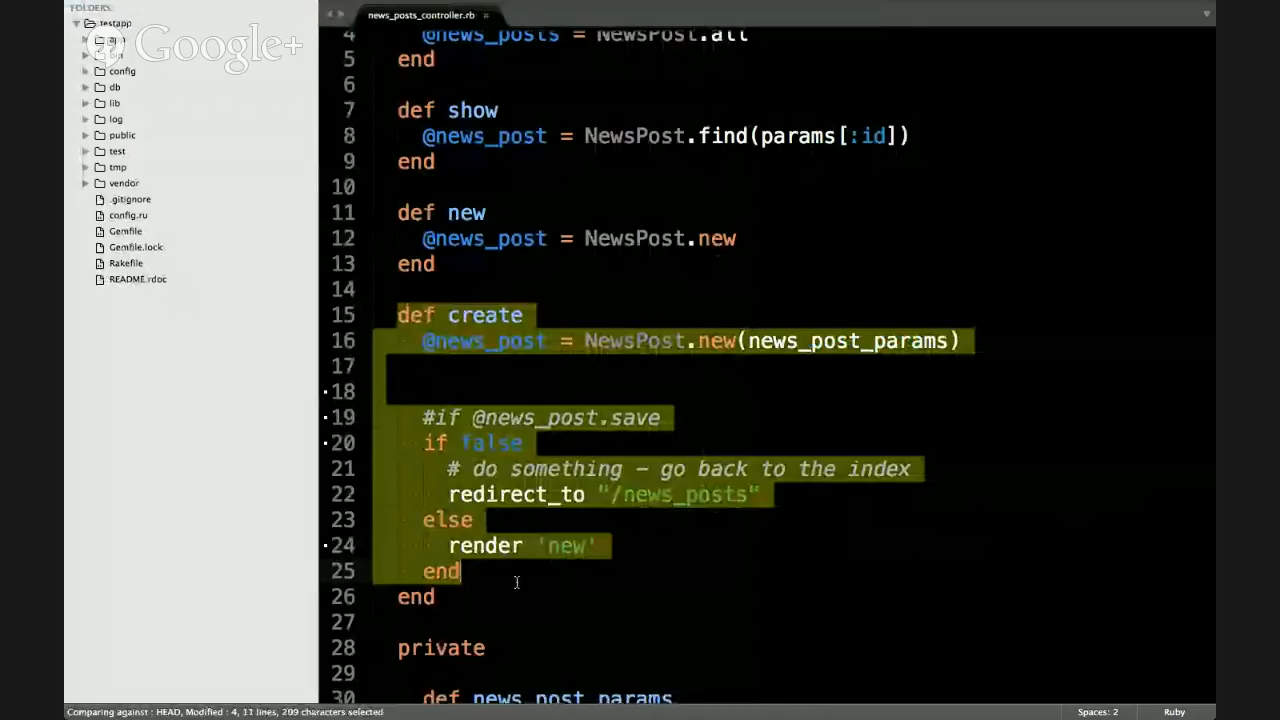 FOLDERS:
testapp
app
bin
config
db
lib
log
public
test
tmp
vendor
.gitignore
config.ru
Gemfile
Gemfile.lock
Rakefile
README.rdoc
Google+
news_posts_controller.rb ×
4 @news_posts = NewsPost.all
5 end
6
7 def show
8 @news_post = NewsPost.find(params[:id])
9 end
10
11 def new
12 @news_post = NewsPost.new
13 end
14
15 def create
16 @news_post = NewsPost.new(news_post_params)
17
18
19 #if @news_post.save
20 if false
21 # do something - go back to the index
22 redirect_to "/news_posts"
23 else
24 render 'new'
25 end
26 end
27
28 private
29
30 def news_post_params
Comparing against : HEAD, Modified : 4, 11 lines, 209 characters selected
Spaces: 2
Ruby